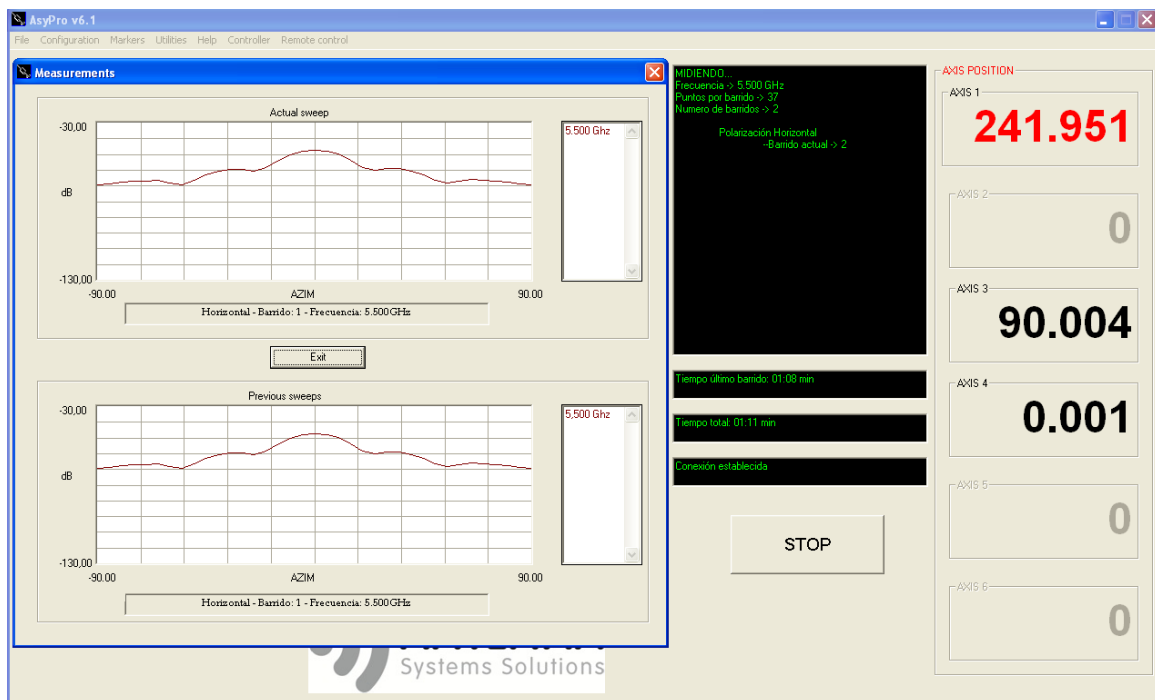 AsyPro v6.1
File Configuration Markers Utilities Help Controller Remote control
Measurements
Actual sweep
-30,00
dB
-130,00
-90.00
AZIM
90.00
5.500 Ghz
Horizontal - Barrido: 1 - Frecuencia: 5.500GHz
Exit
Previous sweeps
-30,00
dB
-130,00
-90.00
AZIM
90.00
5,500 Ghz
Horizontal - Barrido: 1 - Frecuencia: 5.500GHz
MIDIENDO...
Frecuencia -> 5.500 GHz
Puntos por barrido -> 37
Numero de barridos -> 2
Polarización Horizontal
--Barrido actual -> 2
Tiempo último barrido: 01:08 min
Tiempo total: 01:11 min
Conexión establecida
STOP
AXIS POSITION
AXIS 1
241.951
AXIS 2
0
AXIS 3
90.004
AXIS 4
0.001
AXIS 5
0
AXIS 6
0
Systems Solutions